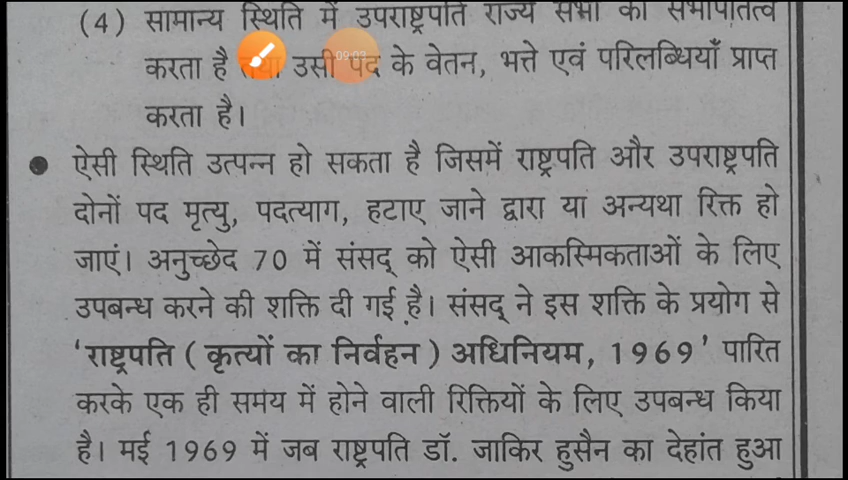 (4) सामान्य स्थिति में उपराष्ट्रपति राज्य सभा का सभापतित्व
करता है तथा उसी पद के वेतन, भत्ते एवं परिलब्धियाँ प्राप्त
करता है।
● ऐसी स्थिति उत्पन्न हो सकता है जिसमें राष्ट्रपति और उपराष्ट्रपति
दोनों पद मृत्यु, पदत्याग, हटाए जाने द्वारा या अन्यथा रिक्त हो
जाएं। अनुच्छेद 70 में संसद् को ऐसी आकस्मिकताओं के लिए
उपबन्ध करने की शक्ति दी गई है। संसद् ने इस शक्ति के प्रयोग से
‘राष्ट्रपति ( कृत्यों का निर्वहन ) अधिनियम, 1969’ पारित
करके एक ही समय में होने वाली रिक्तियों के लिए उपबन्ध किया
है। मई 1969 में जब राष्ट्रपति डॉ. जाकिर हुसैन का देहांत हुआ